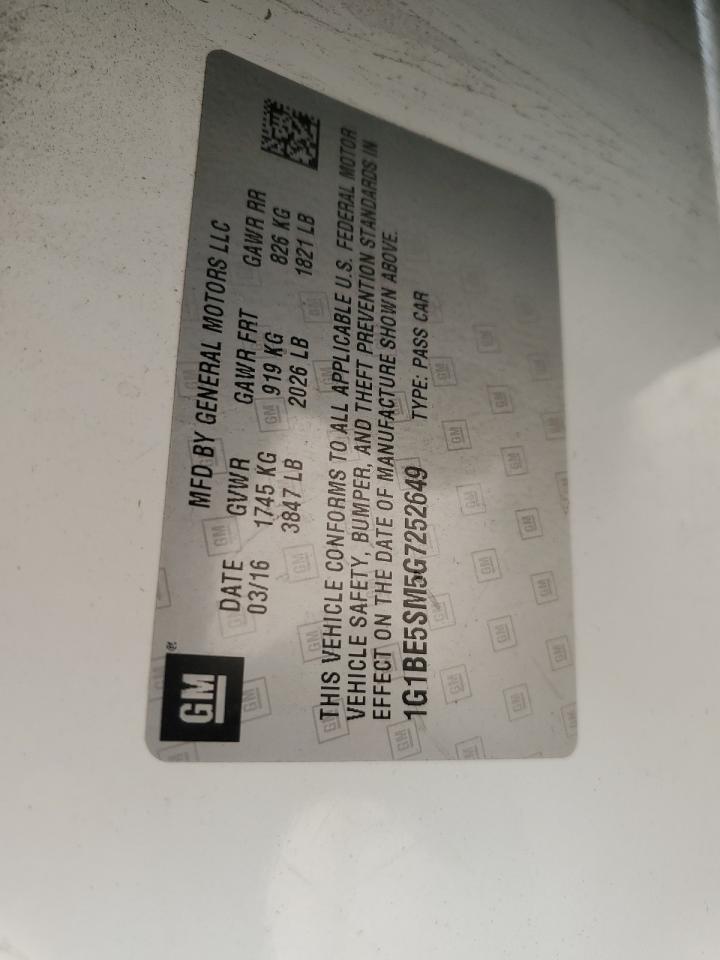 GM ®
MFD BY GENERAL MOTORS LLC
DATE GVWR GAWR FRT GAWR RR
03/16 1745 KG 919 KG 826 KG
3847 LB 2026 LB 1821 LB
THIS VEHICLE CONFORMS TO ALL APPLICABLE U.S. FEDERAL MOTOR
VEHICLE SAFETY, BUMPER, AND THEFT PREVENTION STANDARDS IN
EFFECT ON THE DATE OF MANUFACTURE SHOWN ABOVE.
1G1BE5SM5G7252649 TYPE: PASS CAR